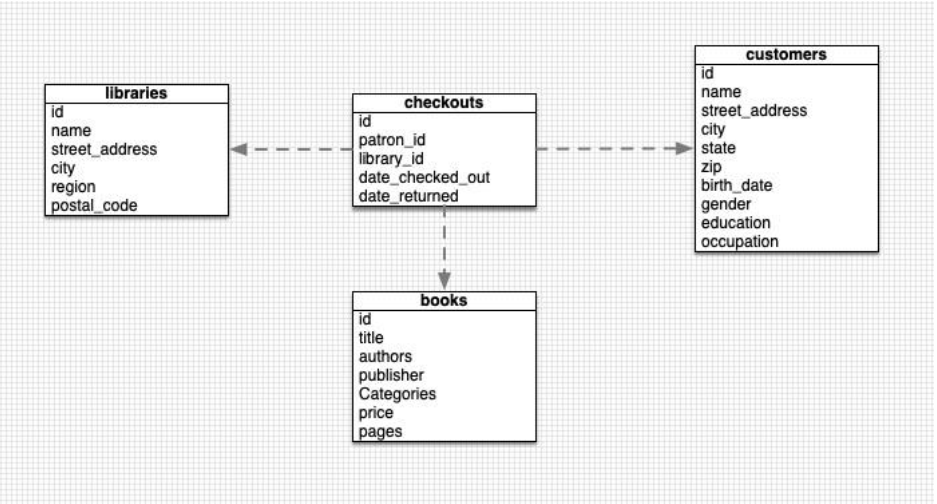 libraries
id
name
street_address
city
region
postal_code
checkouts
id
patron_id
library_id
date_checked_out
date_returned
customers
id
name
street_address
city
state
zip
birth_date
gender
education
occupation
books
id
title
authors
publisher
Categories
price
pages